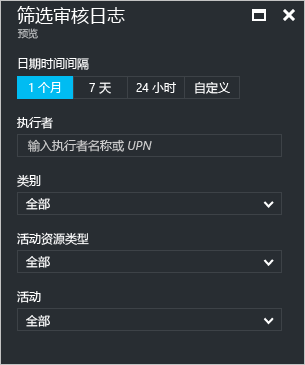 筛选审核日志
预览
日期时间间隔
1 个月 7 天 24 小时 自定义
执行者
输入执行者名称或 UPN
类别
全部
活动资源类型
全部
活动
全部